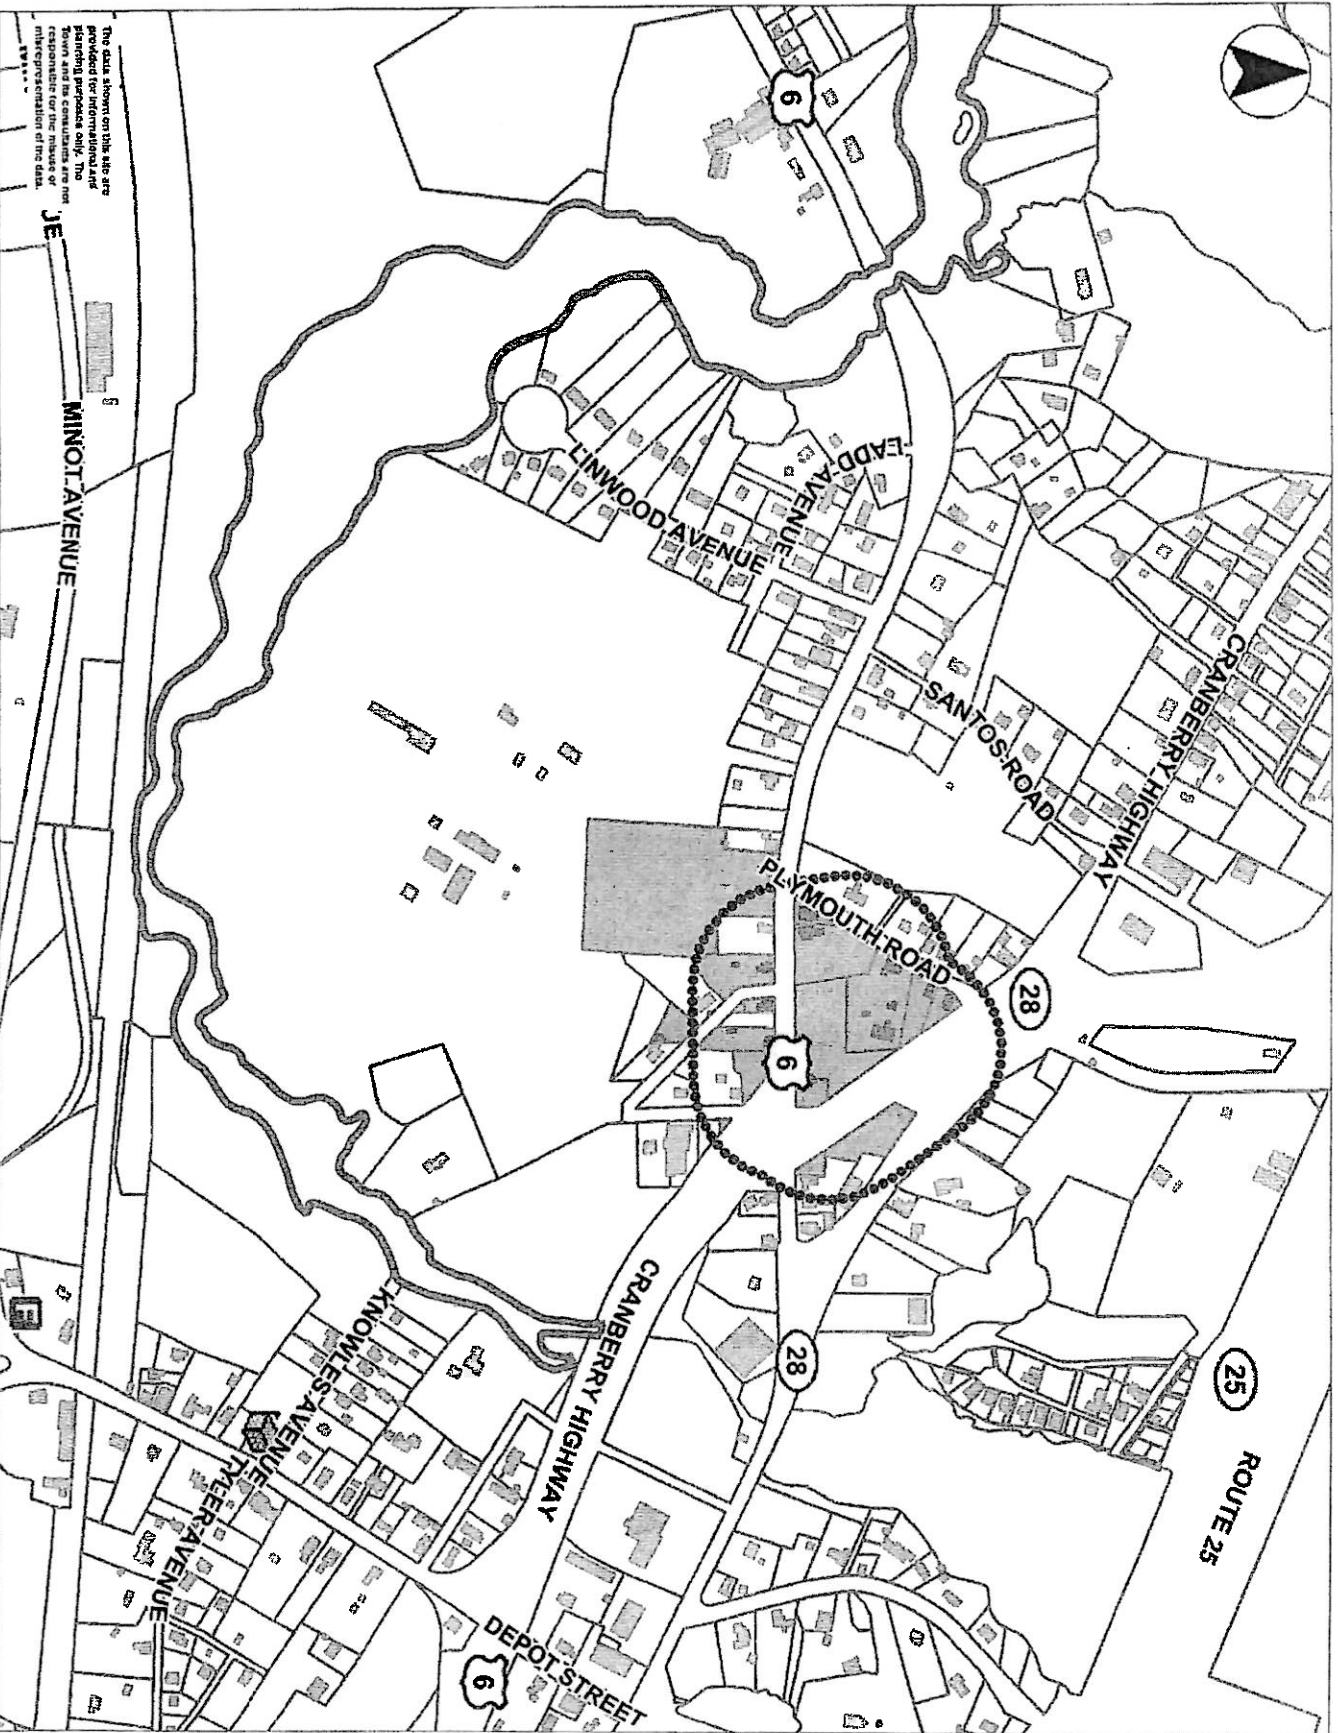 The data shown on this site are
provided for informational and
planning purposes only. The
Town and its consultants are not
responsible for the misuse or
misrepresentation of the data.
6
CRANBERRY HIGHWAY
LINWOOD AVENUE
LEADD AVENUE
SANTOS ROAD
PLYMOUTH ROAD
28
6
ROUTE 25
25
28
CRANBERRY HIGHWAY
MINOT AVENUE
KNOWLES AVENUE
TYLER AVENUE
DEPOT STREET
6
F